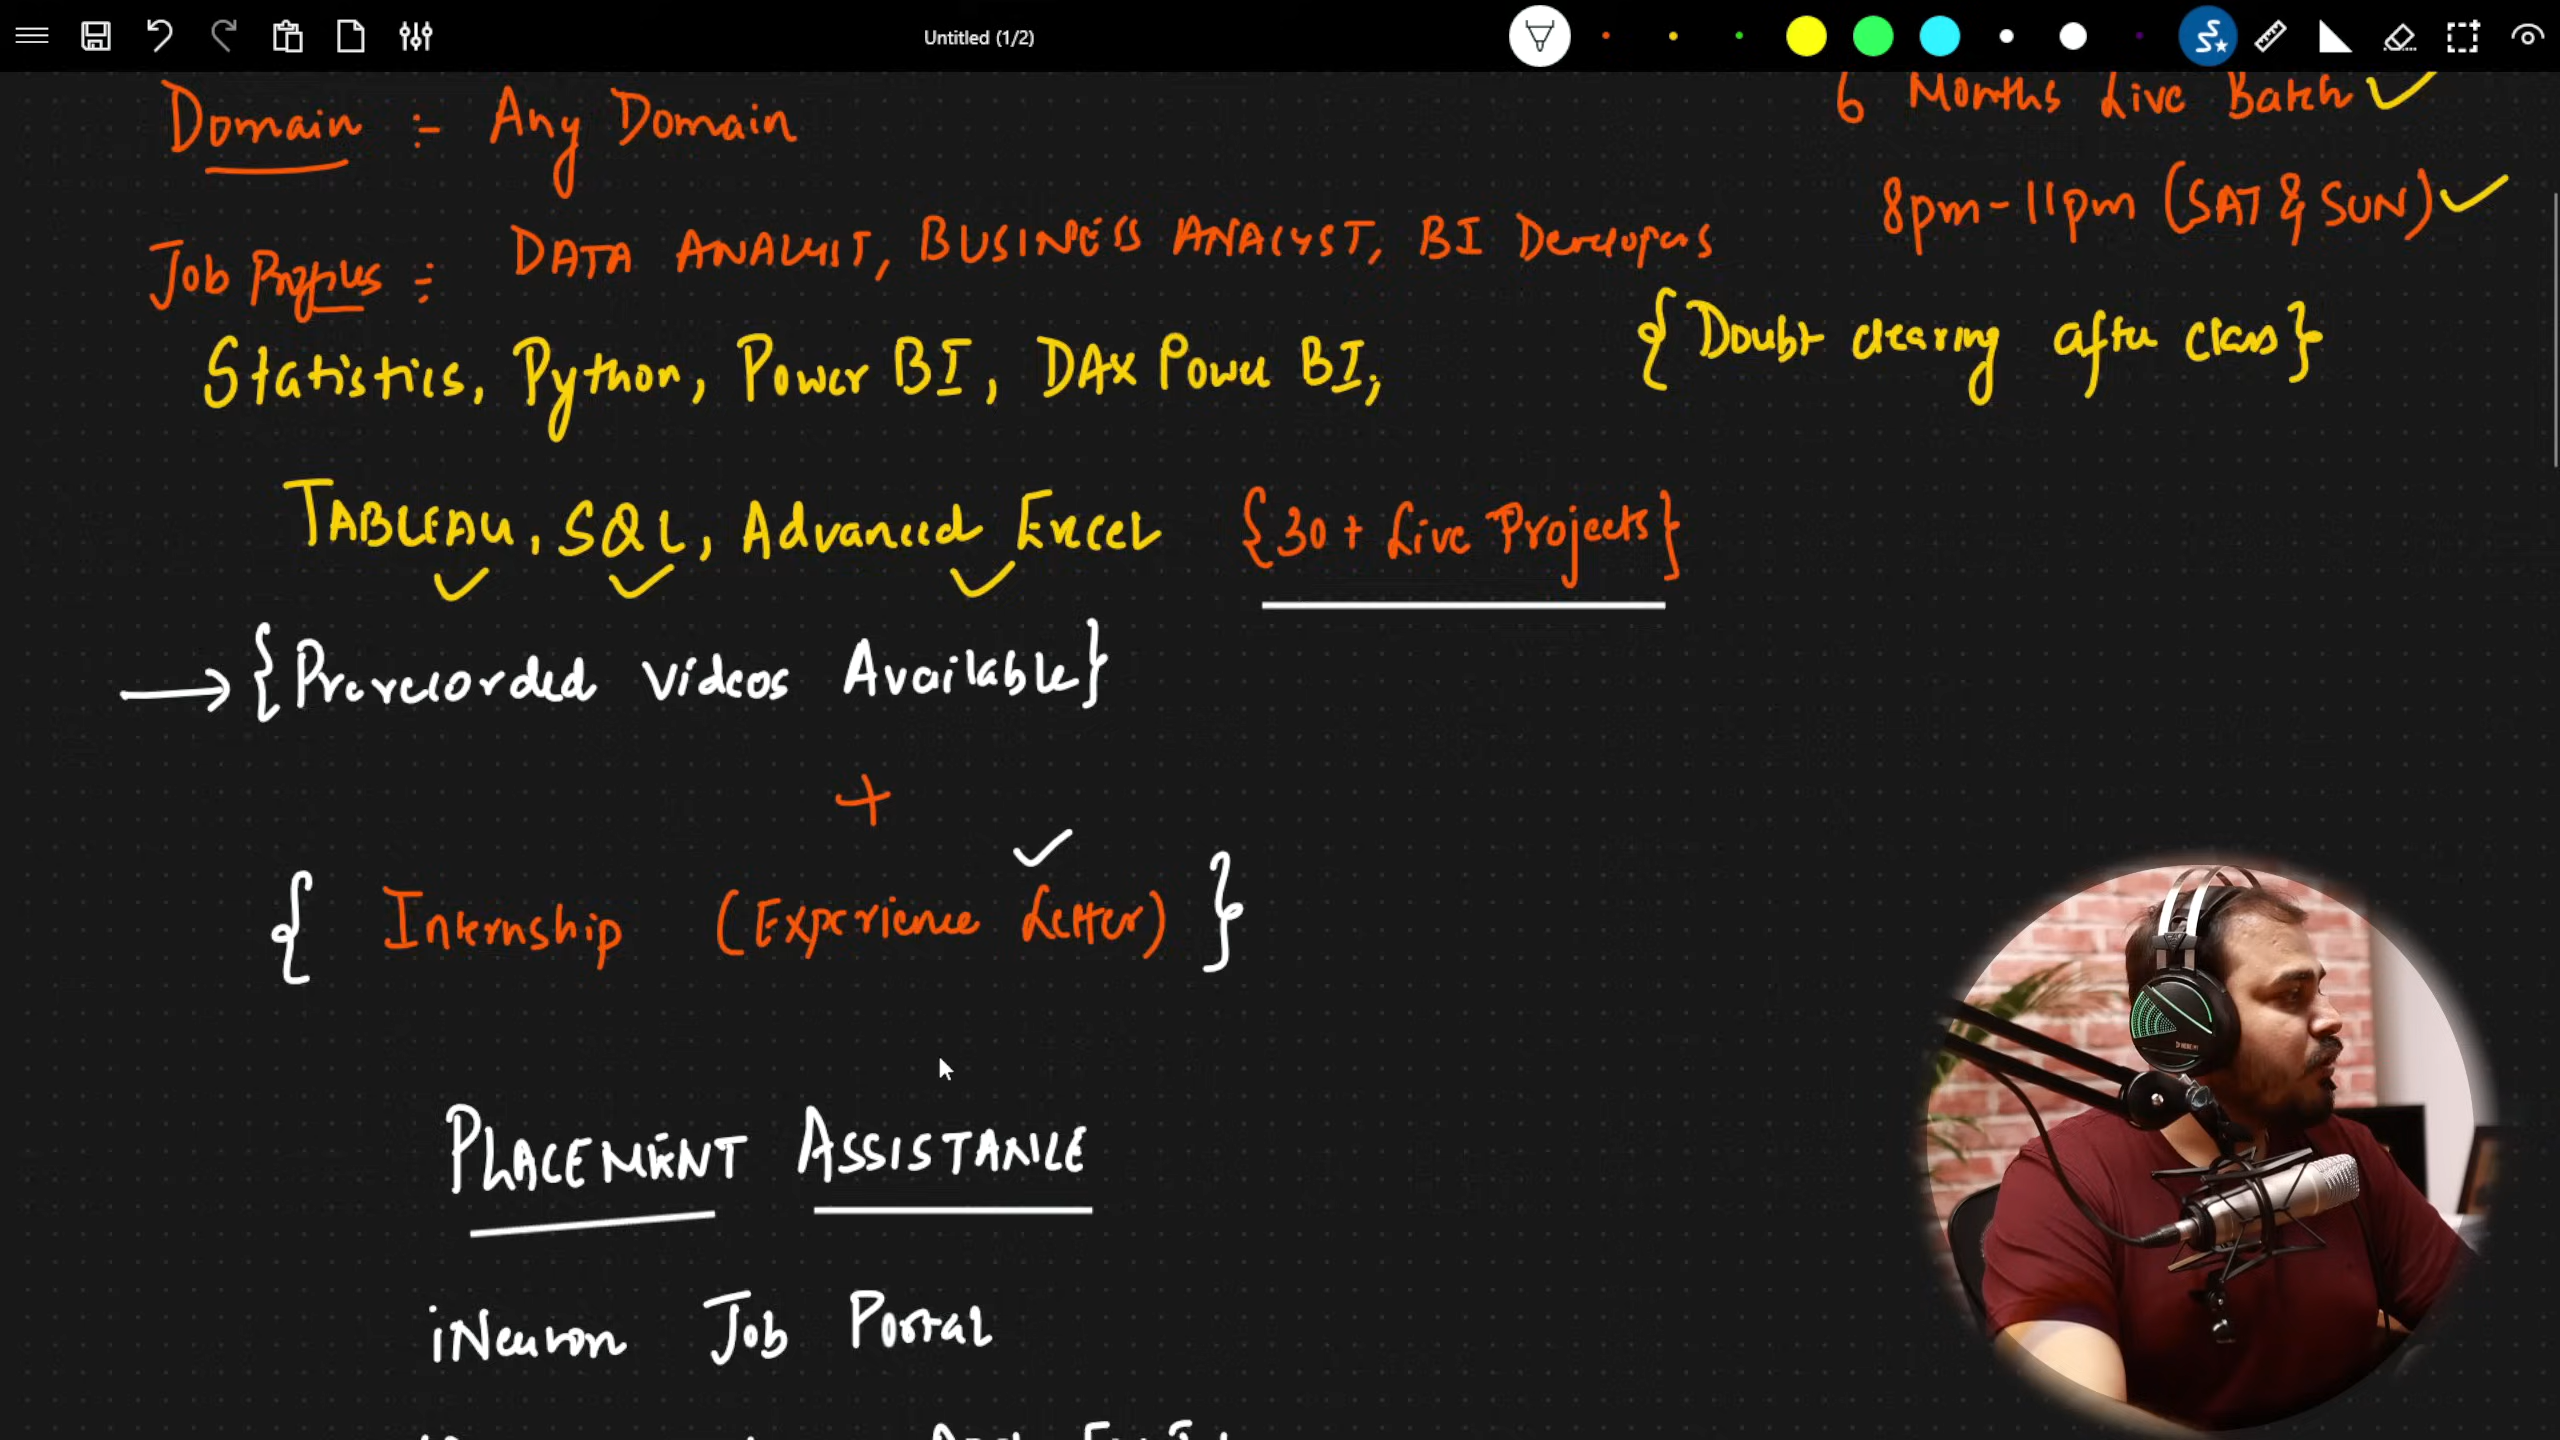 Untitled (1/2)
6 Months Live Batch
Domain :- Any Domain
8pm-11pm (SAT & SUN)
Job Profiles :- DATA ANALYST, BUSINESS ANALYST, BI Developers
{Doubt clearing after class}
Statistics, Python, Power BI, DAX Power BI,
TABLEAU, SQL, Advanced Excel {30+ Live Projects}
→ {Prerecorded Videos Available}
+
{ Internship (Experience Letter) }
PLACEMENT ASSISTANCE
iNeuron Job Portal